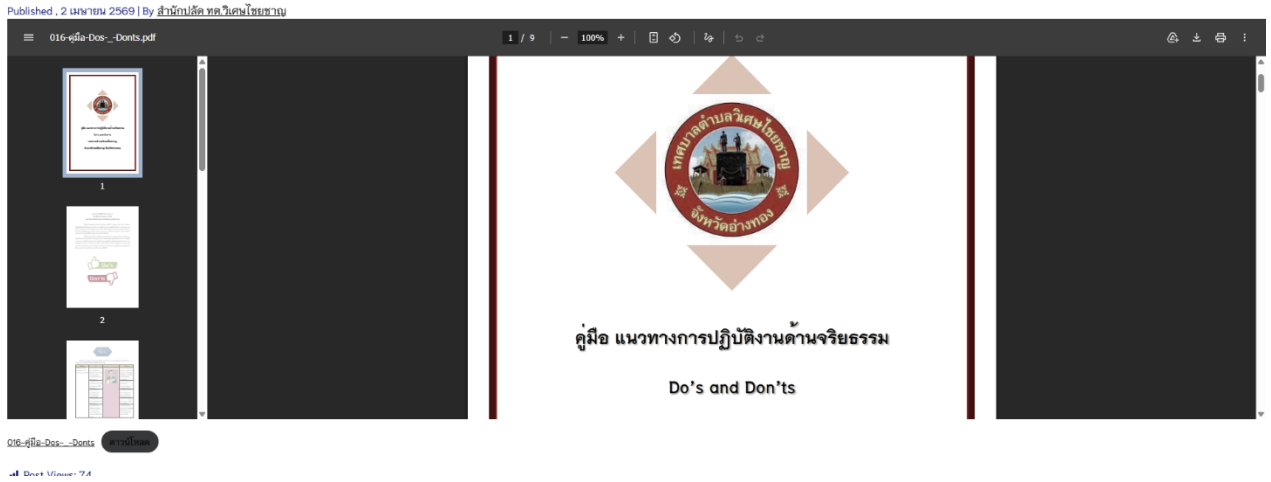 Published , 2 เมษายน 2569 | By สำนักปลัด ทต.วิเศษไชยชาญ
016-คู่มือ-Dos-_-Donts.pdf
1 / 9
100%
เทศบาลตำบลวิเศษไชยชาญ
จังหวัดอ่างทอง
คู่มือ แนวทางการปฏิบัติงานด้านจริยธรรม
Do's and Don'ts
1
2
016-คู่มือ-Dos-_-Donts ดาวน์โหลด
Post Views: 74